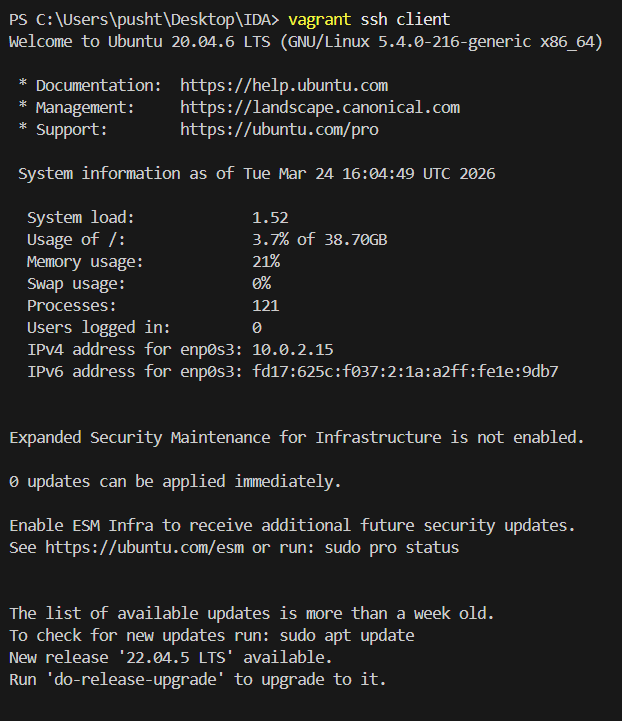 PS C:\Users\pusht\Desktop\IDA> vagrant ssh client
Welcome to Ubuntu 20.04.6 LTS (GNU/Linux 5.4.0-216-generic x86_64)

 * Documentation:  https://help.ubuntu.com
 * Management:     https://landscape.canonical.com
 * Support:        https://ubuntu.com/pro

 System information as of Tue Mar 24 16:04:49 UTC 2026

  System load:             1.52
  Usage of /:              3.7% of 38.70GB
  Memory usage:            21%
  Swap usage:              0%
  Processes:               121
  Users logged in:         0
  IPv4 address for enp0s3: 10.0.2.15
  IPv6 address for enp0s3: fd17:625c:f037:2:1a:a2ff:fe1e:9db7

Expanded Security Maintenance for Infrastructure is not enabled.

0 updates can be applied immediately.

Enable ESM Infra to receive additional future security updates.
See https://ubuntu.com/esm or run: sudo pro status

The list of available updates is more than a week old.
To check for new updates run: sudo apt update
New release '22.04.5 LTS' available.
Run 'do-release-upgrade' to upgrade to it.